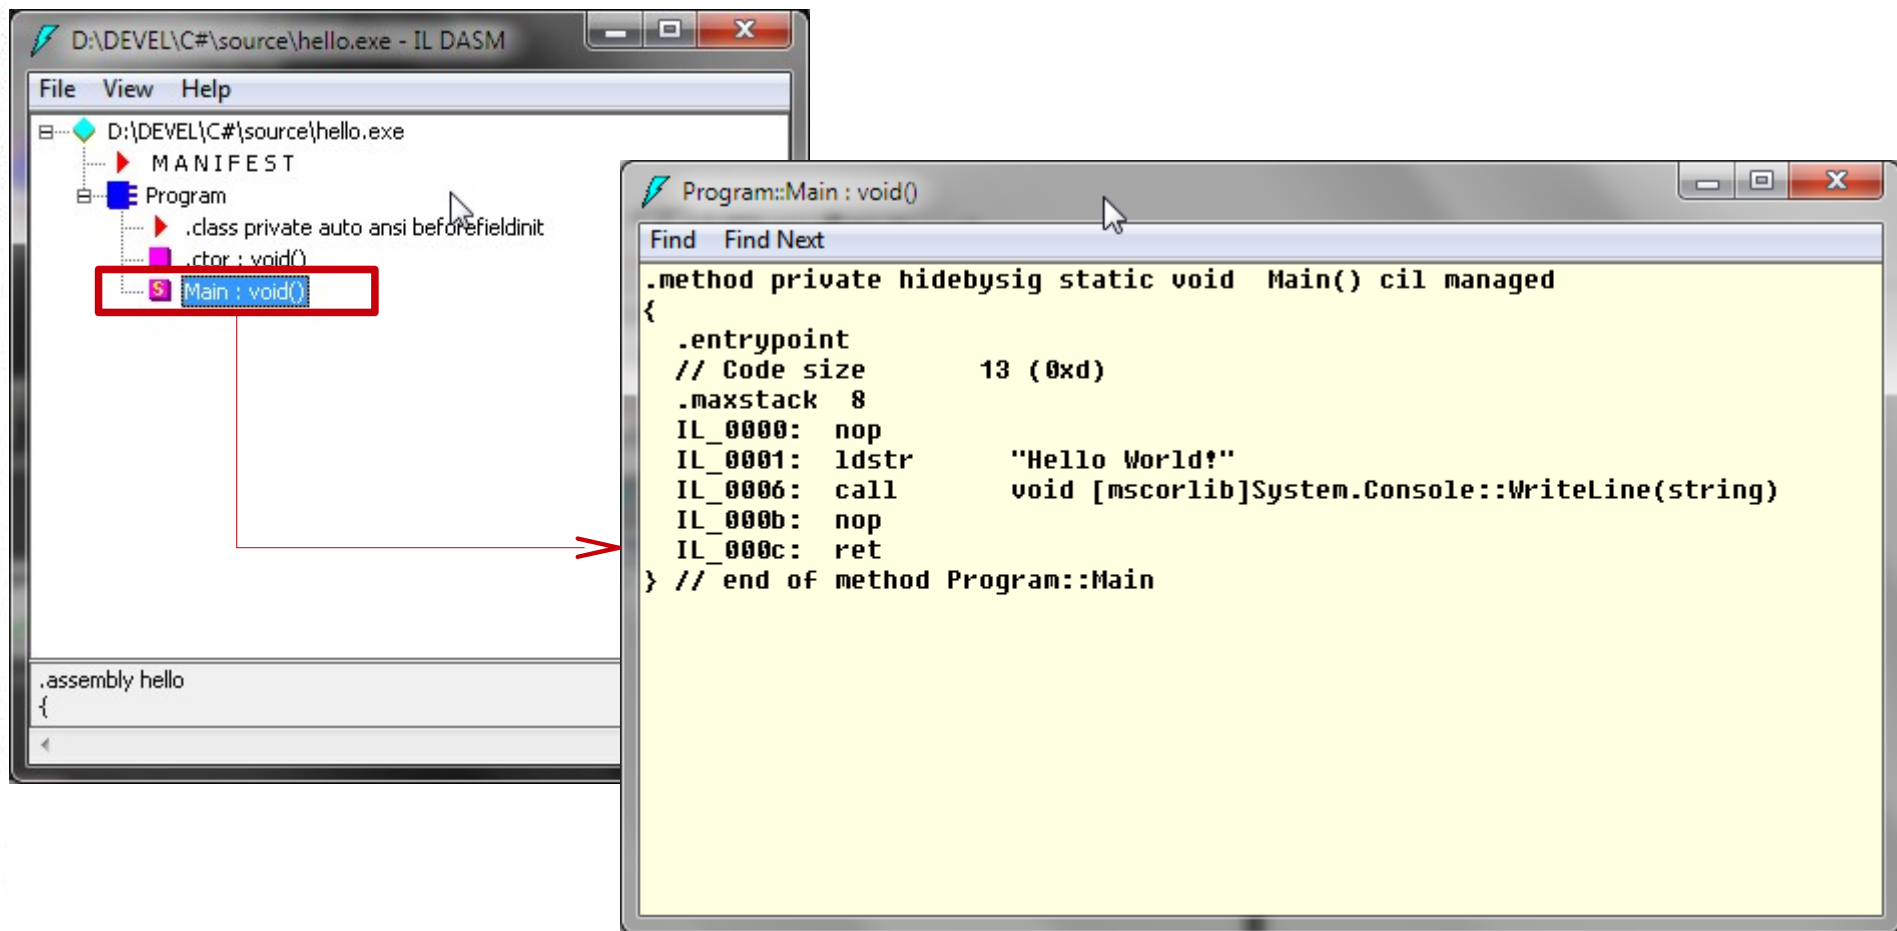 D:\DEVEL\C#\source\hello.exe - IL DASM
File View Help
D:\DEVEL\C#\source\hello.exe
M A N I F E S T
Program
.class private auto ansi beforefieldinit
.ctor : void()
S Main : void()
.assembly hello
{
Program::Main : void()
Find Find Next
.method private hidebysig static void  Main() cil managed
{
  .entrypoint
  // Code size       13 (0xd)
  .maxstack  8
  IL_0000:  nop
  IL_0001:  ldstr      "Hello World!"
  IL_0006:  call       void [mscorlib]System.Console::WriteLine(string)
  IL_000b:  nop
  IL_000c:  ret
} // end of method Program::Main